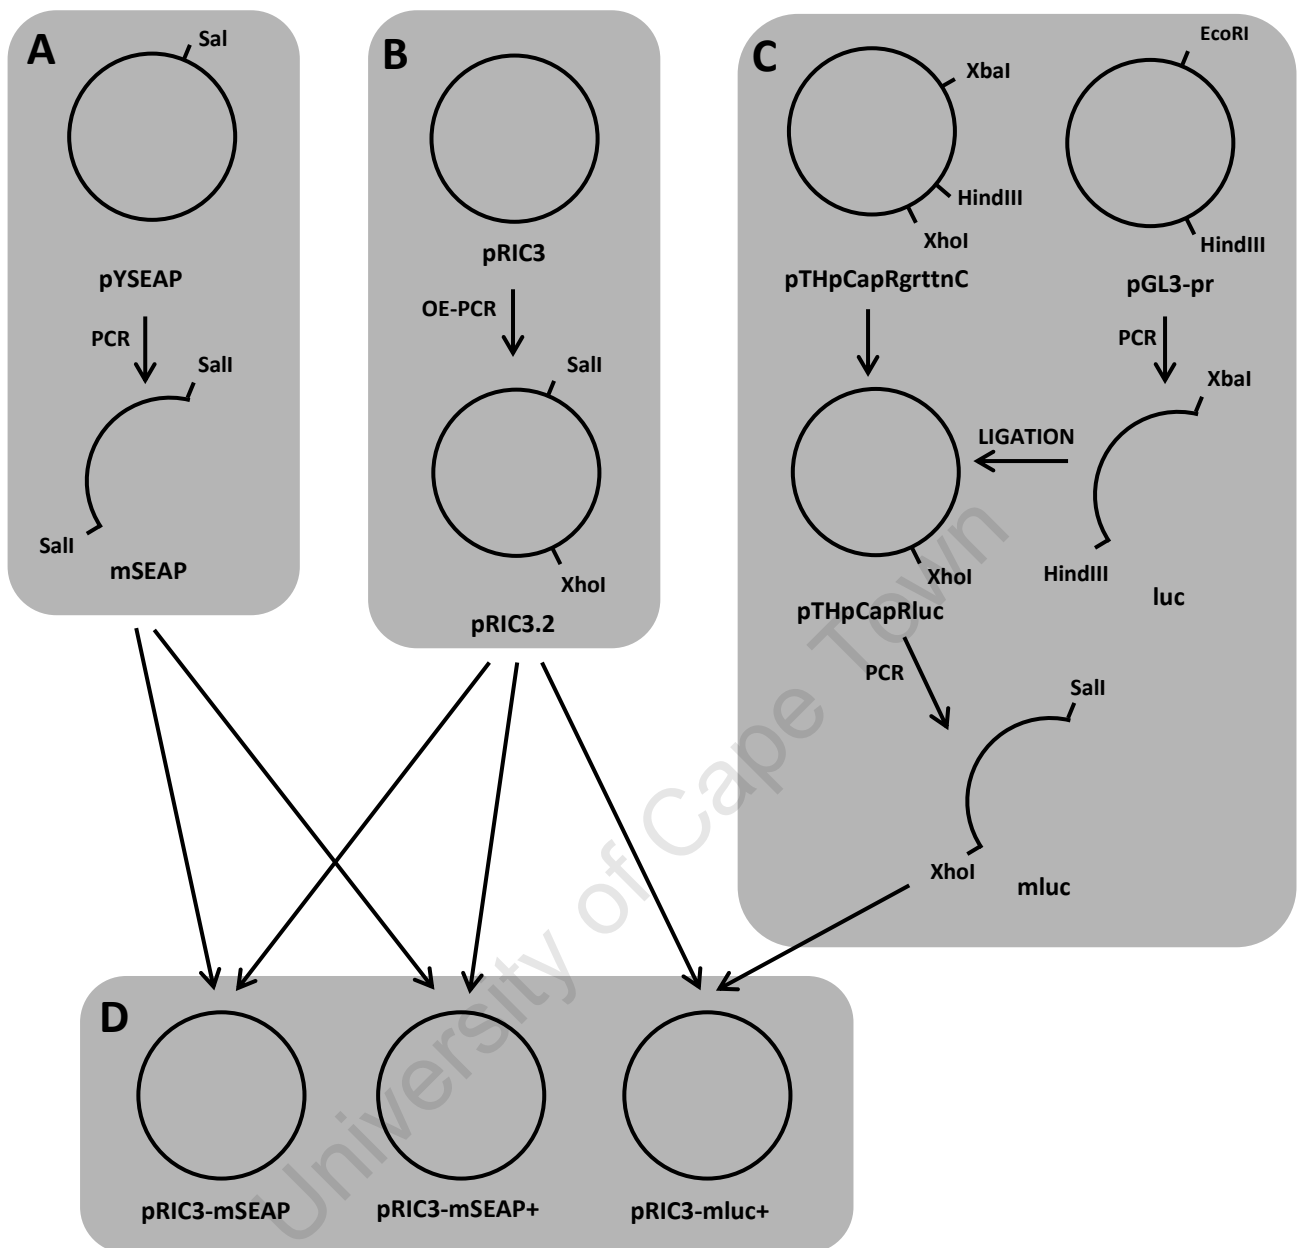 A
Sal
pYSEAP
PCR
SalI
SalI
mSEAP
B
pRIC3
OE-PCR
SalI
XhoI
pRIC3.2
C
XbaI
HindIII
XhoI
pTHpCapRgrttnC
EcoRI
HindIII
pGL3-pr
PCR
XbaI
LIGATION
HindIII
luc
XhoI
pTHpCapRluc
PCR
SalI
XhoI
mluc
D
pRIC3-mSEAP
pRIC3-mSEAP+
pRIC3-mluc+
University of Cape Town